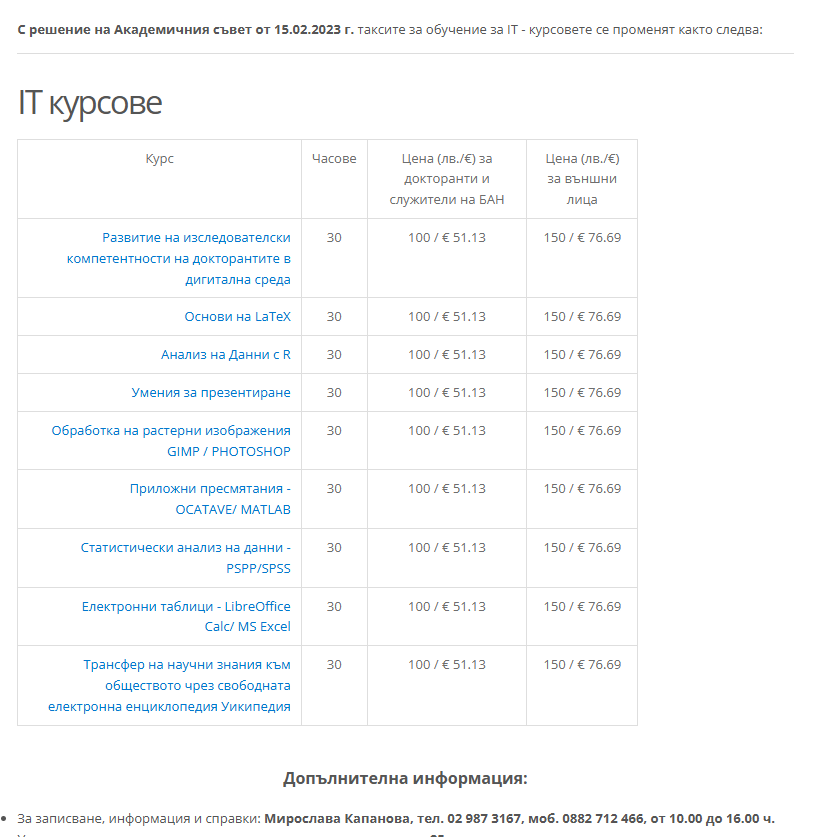 С решение на Академичния съвет от 15.02.2023 г. таксите за обучение за IT - курсовете се променят както следва:
IT курсове
Курс Часове Цена (лв./€) за докторанти и служители на БАН Цена (лв./€) за външни лица
Развитие на изследователски компетентности на докторантите в дигитална среда 30 100 / € 51.13 150 / € 76.69
Основи на LaTeX 30 100 / € 51.13 150 / € 76.69
Анализ на Данни с R 30 100 / € 51.13 150 / € 76.69
Умения за презентиране 30 100 / € 51.13 150 / € 76.69
Обработка на растерни изображения GIMP / PHOTOSHOP 30 100 / € 51.13 150 / € 76.69
Приложни пресмятания - OCATAVE/ MATLAB 30 100 / € 51.13 150 / € 76.69
Статистически анализ на данни - PSPP/SPSS 30 100 / € 51.13 150 / € 76.69
Електронни таблици - LibreOffice Calc/ MS Excel 30 100 / € 51.13 150 / € 76.69
Трансфер на научни знания към обществото чрез свободната електронна енциклопедия Уикипедия 30 100 / € 51.13 150 / € 76.69
Допълнителна информация:
За записване, информация и справки: Мирослава Капанова, тел. 02 987 3167, моб. 0882 712 466, от 10.00 до 16.00 ч.